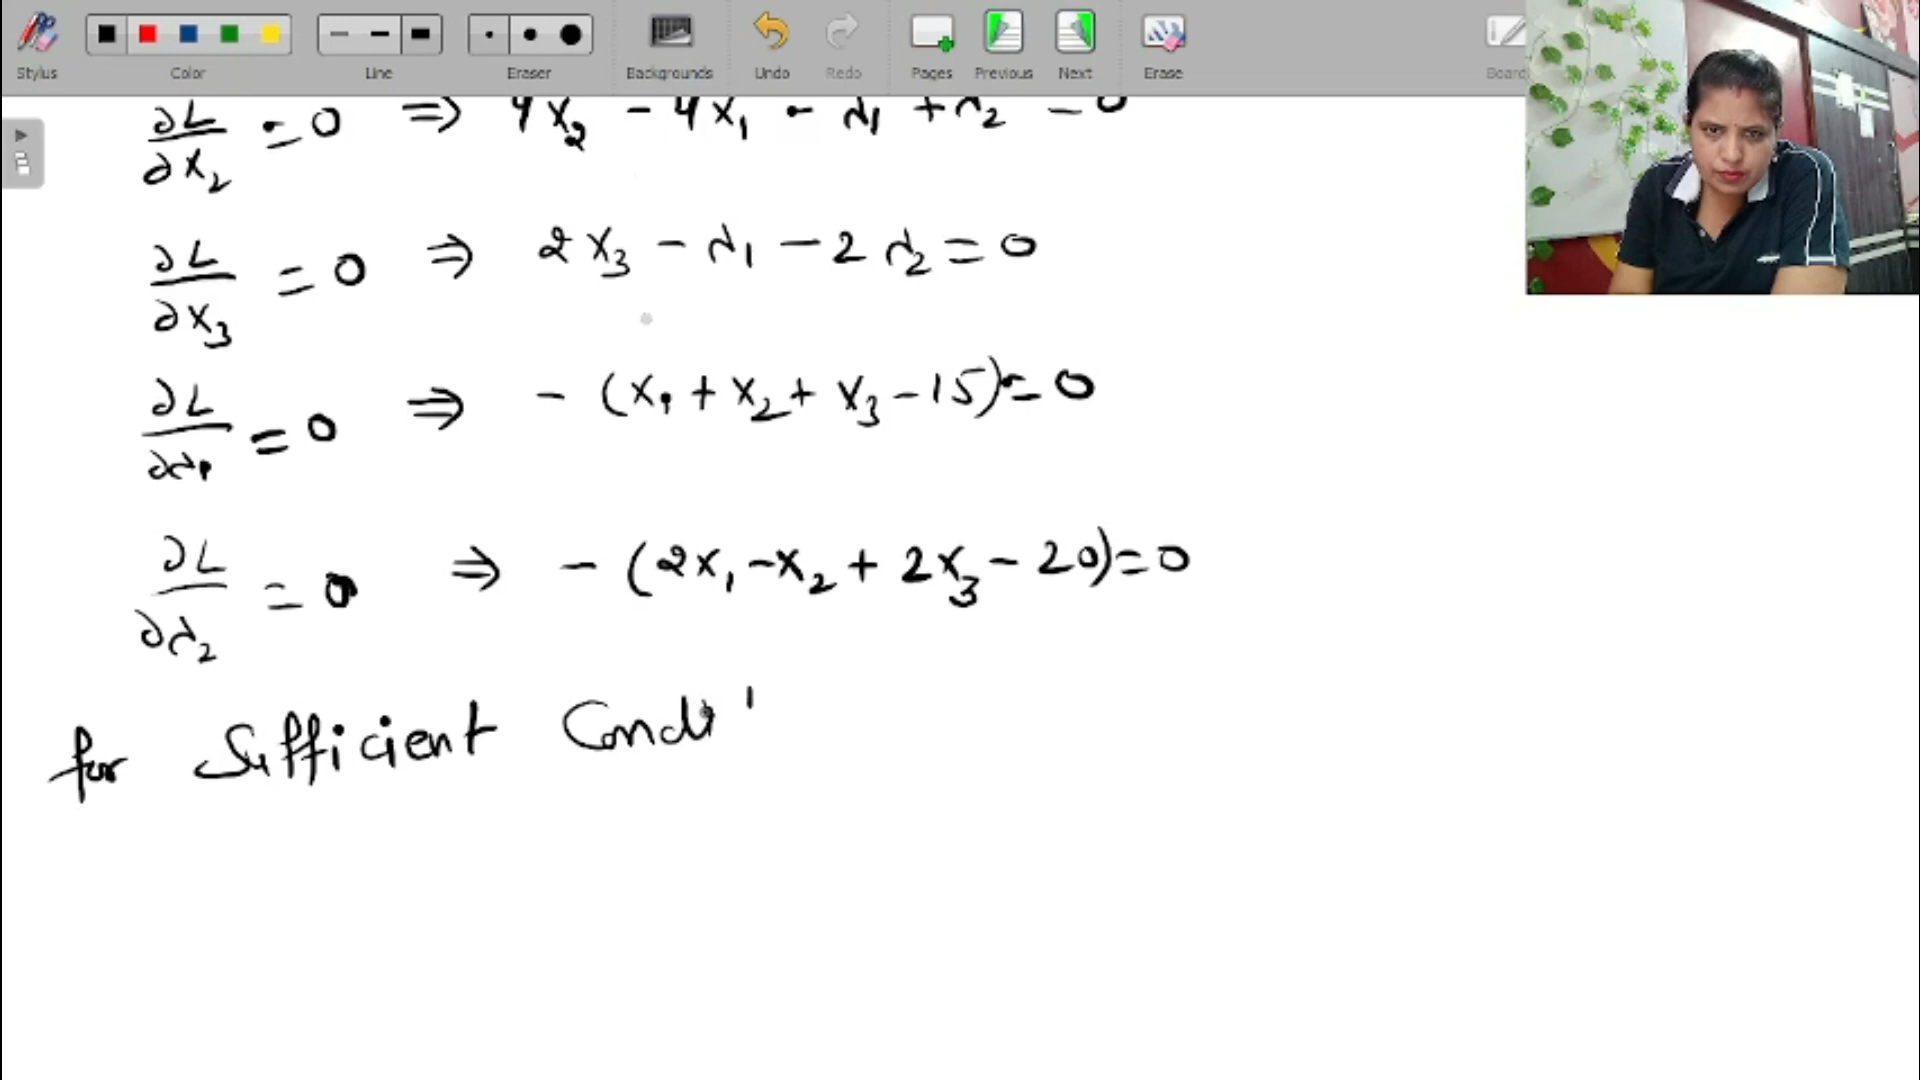 Stylus Color Line Eraser Backgrounds Undo Redo Pages Previous Next Erase Board
∂L/∂x₂ = 0 ⇒ 4x₂ - 4x₁ - λ₁ + λ₂ = 0
∂L/∂x₃ = 0 ⇒ 2x₃ - λ₁ - 2λ₂ = 0
∂L/∂λ₁ = 0 ⇒ - (x₁ + x₂ + x₃ - 15) = 0
∂L/∂λ₂ = 0 ⇒ - (2x₁ - x₂ + 2x₃ - 20) = 0
for Sufficient Condi